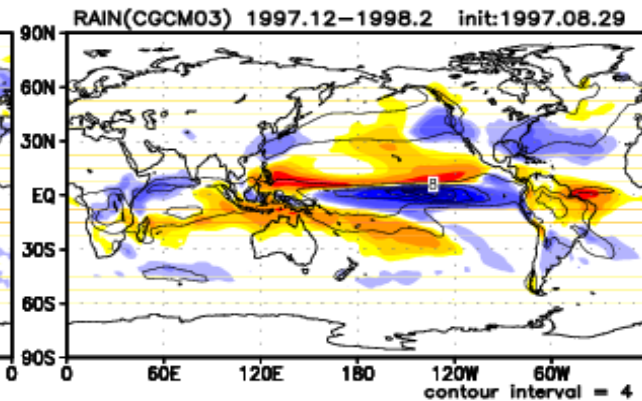 RAIN(CGCM03) 1997.12−1998.2 init:1997.08.29
90N
60N
30N
EQ
30S
60S
90S
8
0 0 60E 120E 180 120W 60W
contour interval = 4